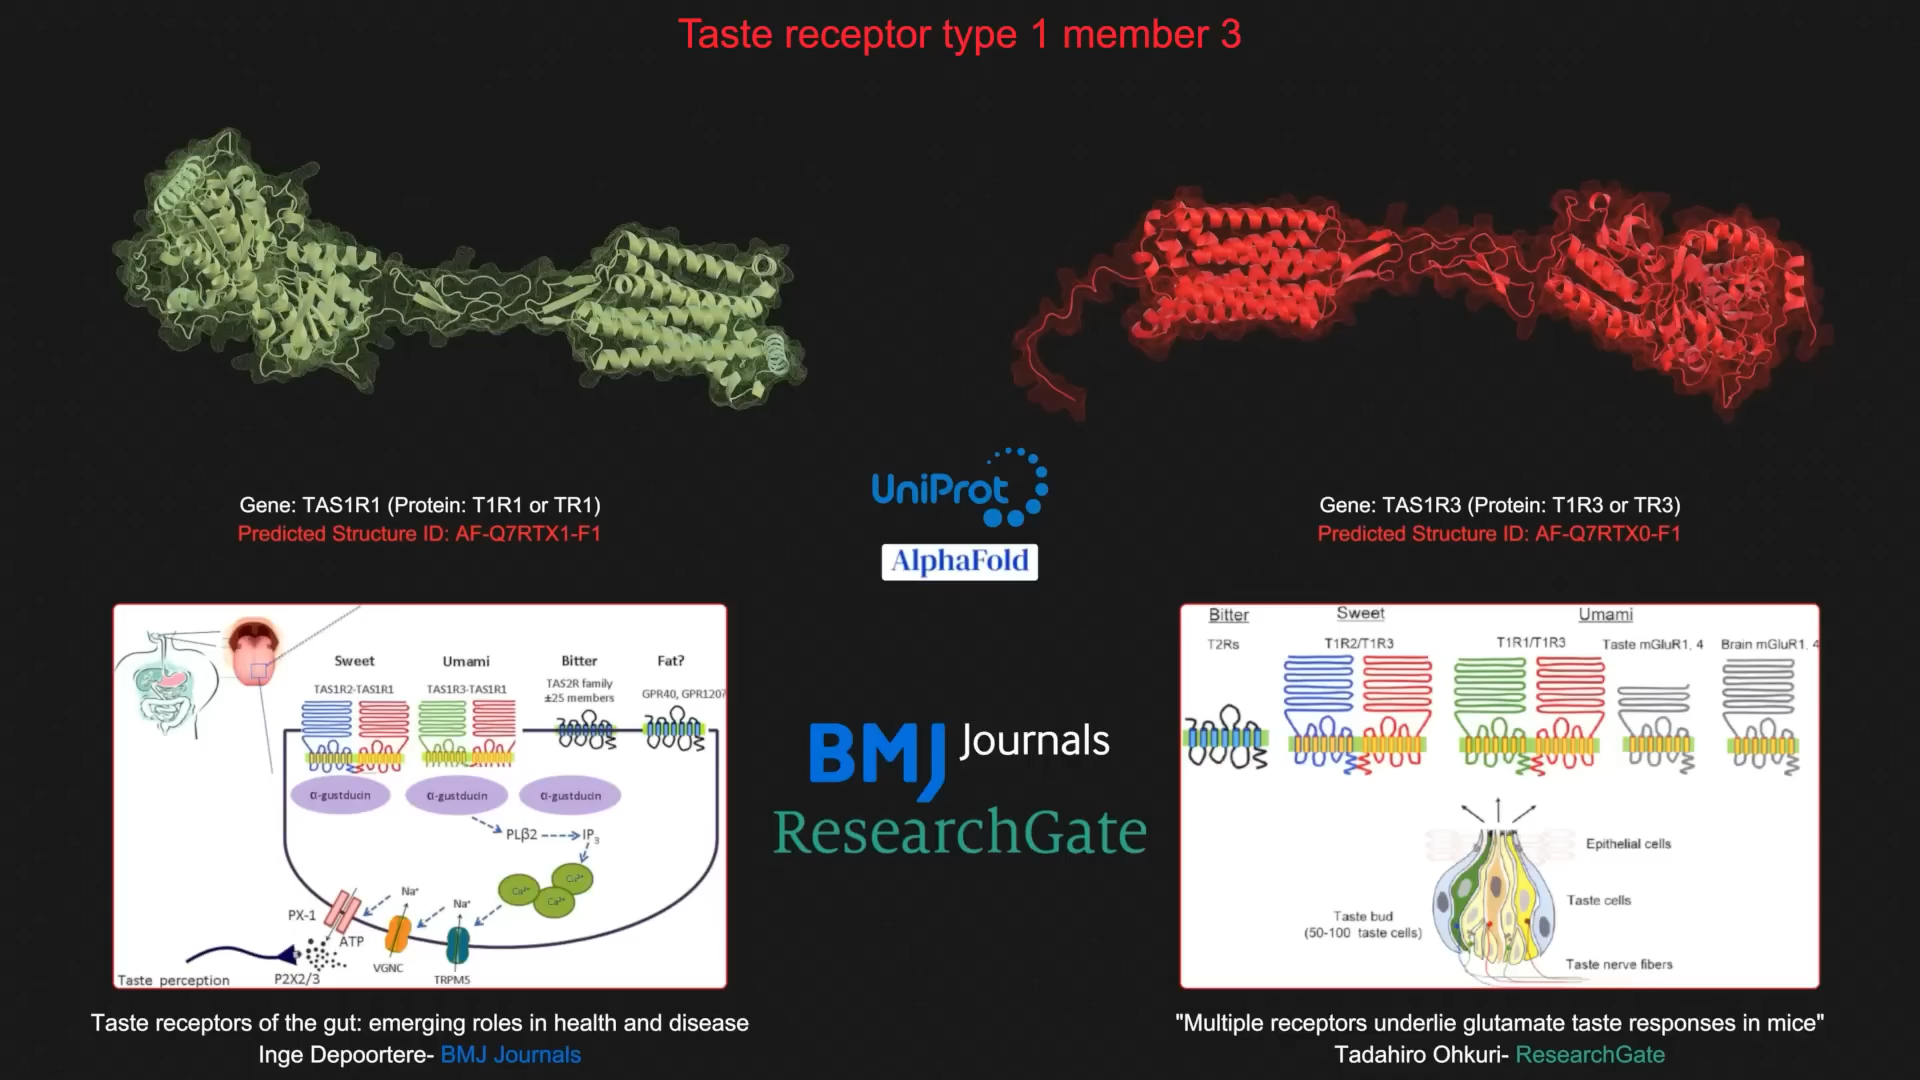 Taste receptor type 1 member 3
Gene: TAS1R1 (Protein: T1R1 or TR1)
Predicted Structure ID: AF-Q7RTX1-F1
UniProt
AlphaFold
Gene: TAS1R3 (Protein: T1R3 or TR3)
Predicted Structure ID: AF-Q7RTX0-F1
Sweet
Umami
Bitter
Fat?
TAS1R2-TAS1R1
TAS1R3-TAS1R1
TAS2R family
±25 members
GPR40, GPR120?
α-gustducin
α-gustducin
α-gustducin
PLβ2
IP3
Ca²⁺
Ca²⁺
Ca²⁺
Na⁺
Na⁺
PX-1
ATP
VGNC
TRPM5
P2X2/3
Taste perception
BMJ Journals
ResearchGate
Bitter
Sweet
Umami
T2Rs
T1R2/T1R3
T1R1/T1R3
Taste mGluR1, 4
Brain mGluR1, 4
Epithelial cells
Taste cells
Taste bud
(50-100 taste cells)
Taste nerve fibers
Taste receptors of the gut: emerging roles in health and disease
Inge Depoortere- BMJ Journals
"Multiple receptors underlie glutamate taste responses in mice"
Tadahiro Ohkuri- ResearchGate